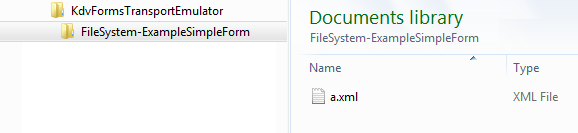 KdvFormsTransportEmulator
FileSystem-ExampleSimpleForm
Documents library
FileSystem-ExampleSimpleForm
Name Type
a.xml XML File